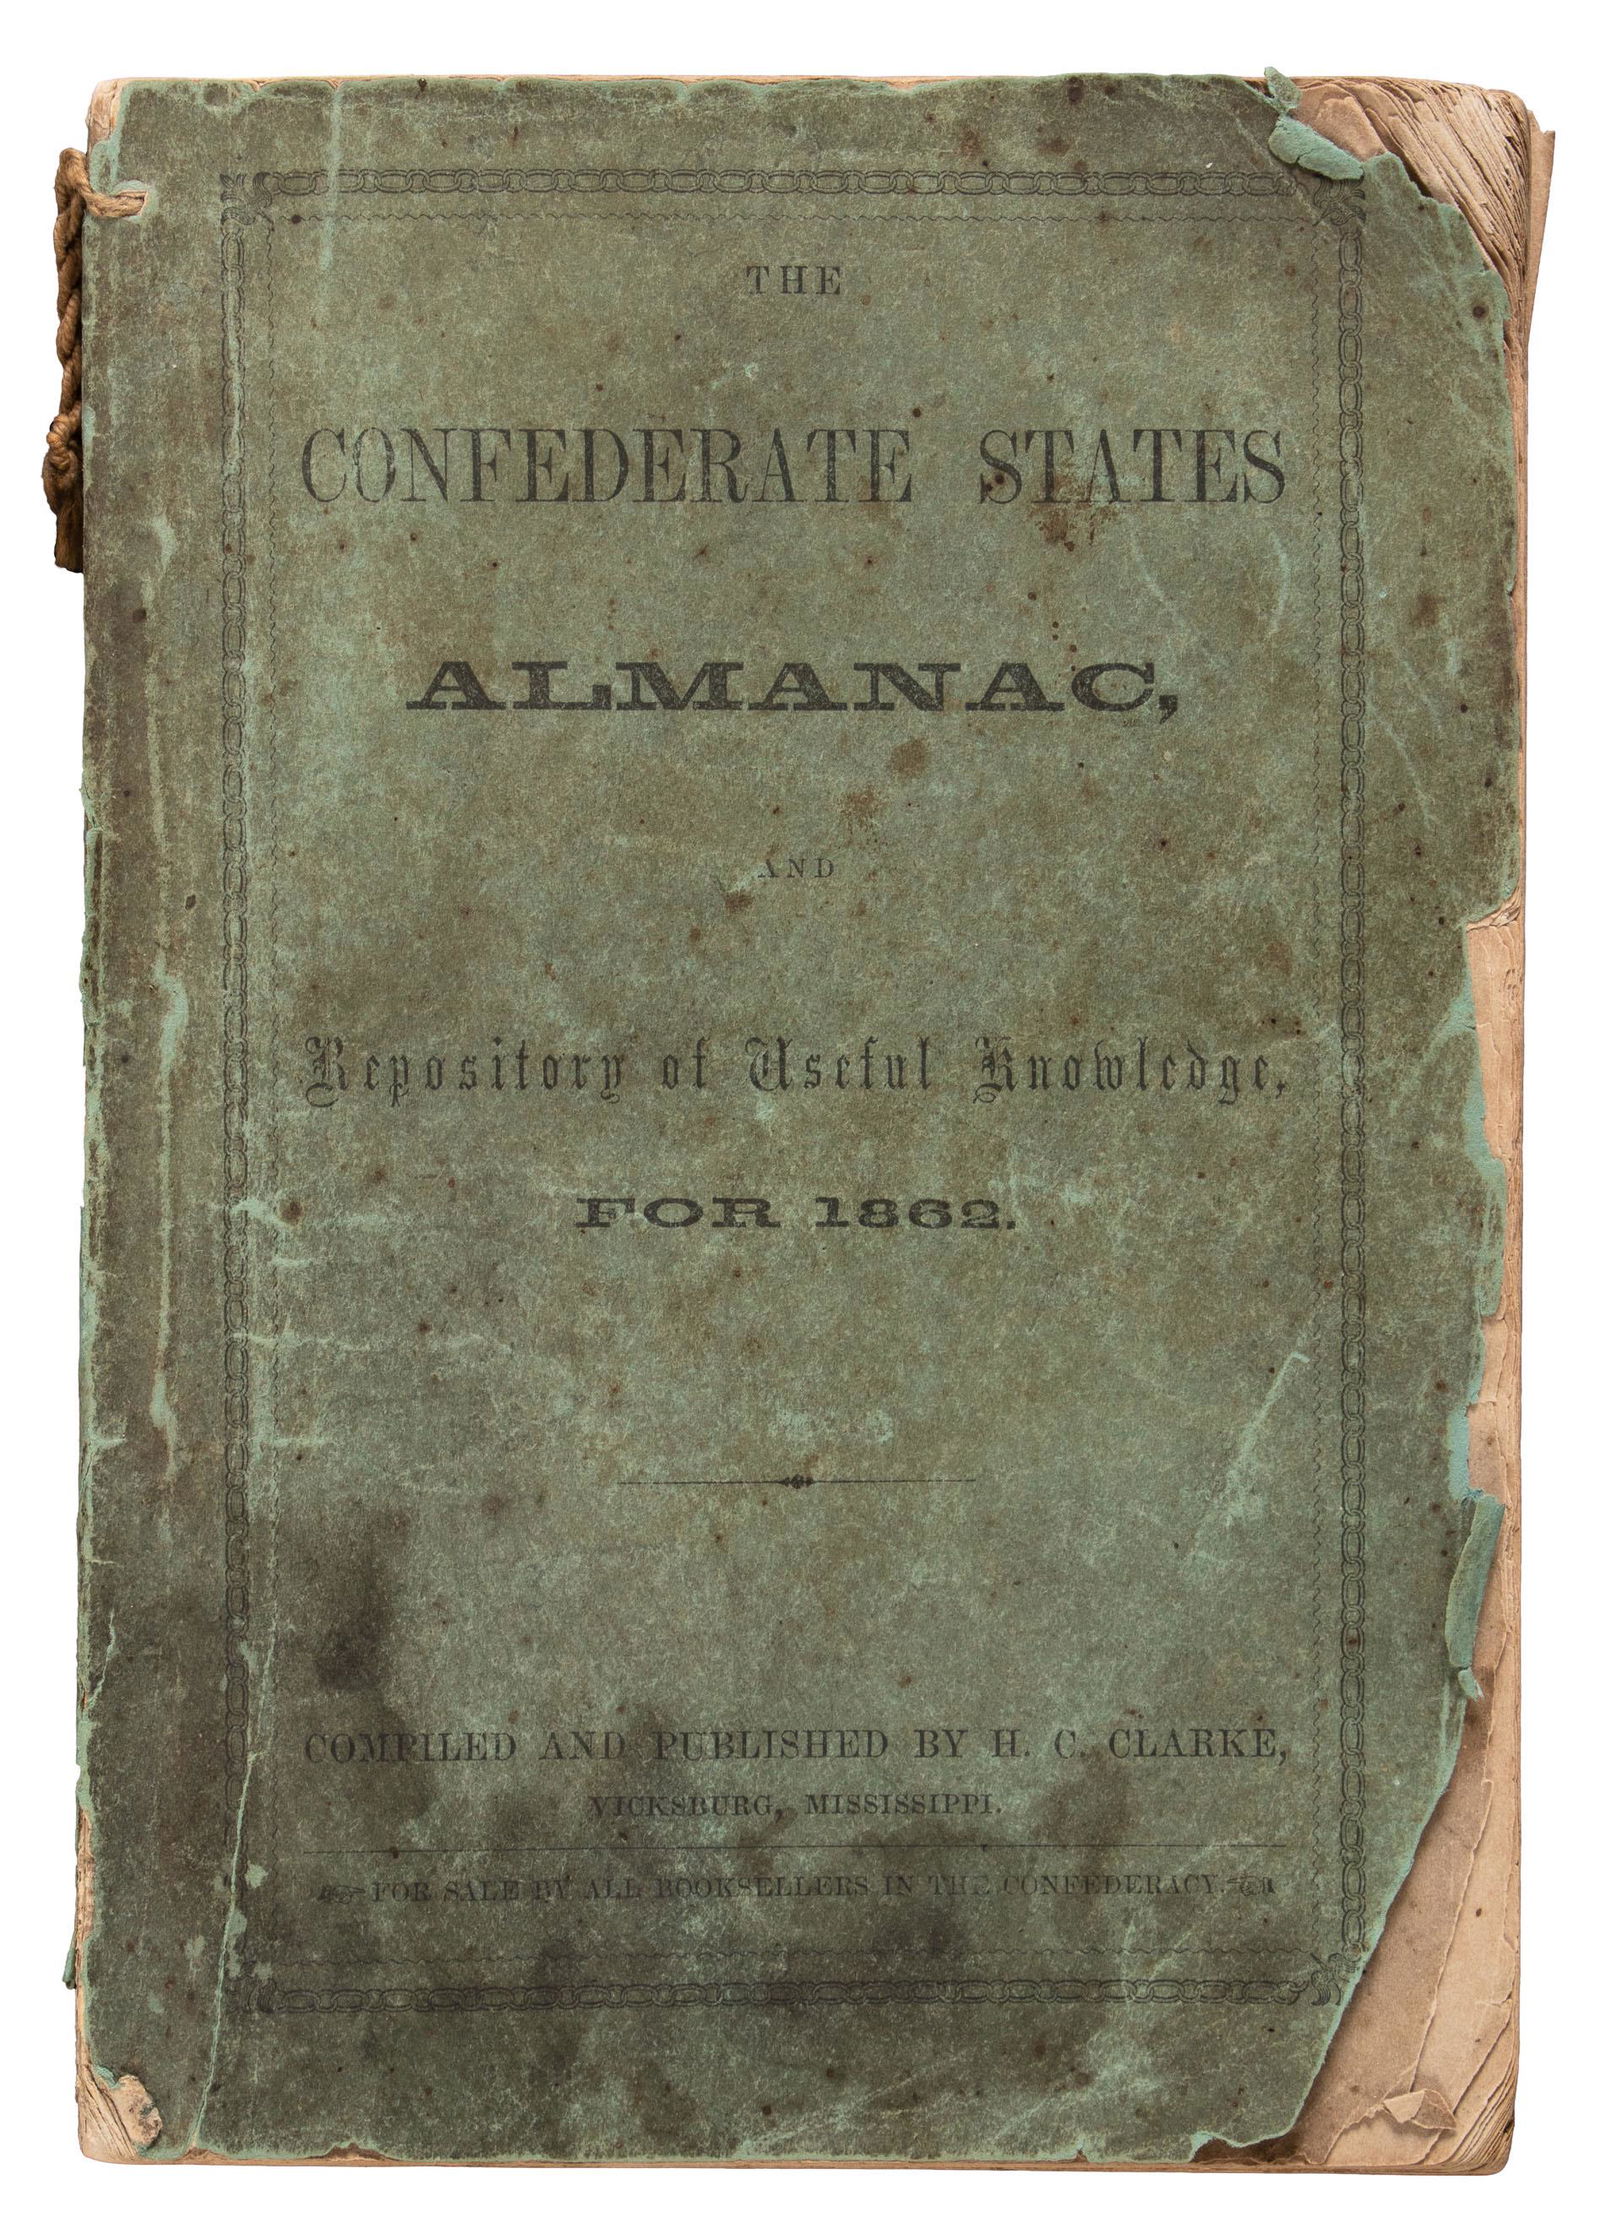 THE
CONFEDERATE STATES
ALMANAC,
AND
Repository of Useful Knowledge,
FOR 1862.
COMPILED AND PUBLISHED BY H. C. CLARKE,
VICKSBURG, MISSISSIPPI.
FOR SALE BY ALL BOOKSELLERS IN THE CONFEDERACY.